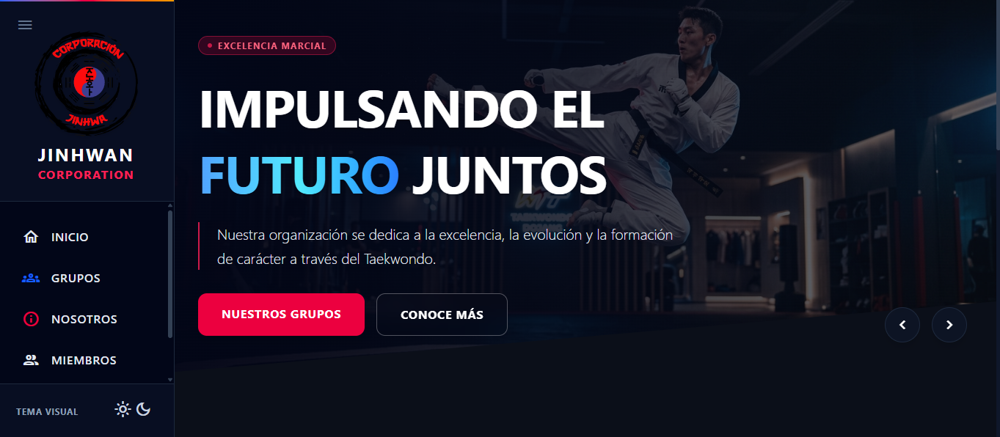 CORPORACIÓN
JINHWA
JINHWAN
CORPORATION
INICIO
GRUPOS
NOSOTROS
MIEMBROS
TEMA VISUAL
EXCELENCIA MARCIAL
IMPULSANDO EL
FUTURO JUNTOS
Nuestra organización se dedica a la excelencia, la evolución y la formación
de carácter a través del Taekwondo.
NUESTROS GRUPOS
CONOCE MÁS